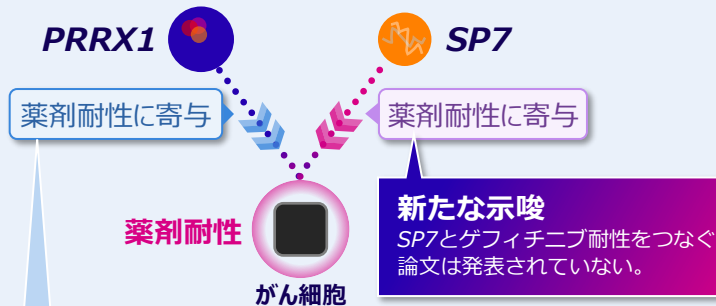 PRRX1
SP7
薬剤耐性に寄与
薬剤耐性に寄与
薬剤耐性
がん細胞
新たな示唆
SP7とゲフィチニブ耐性をつなぐ
論文は発表されていない。